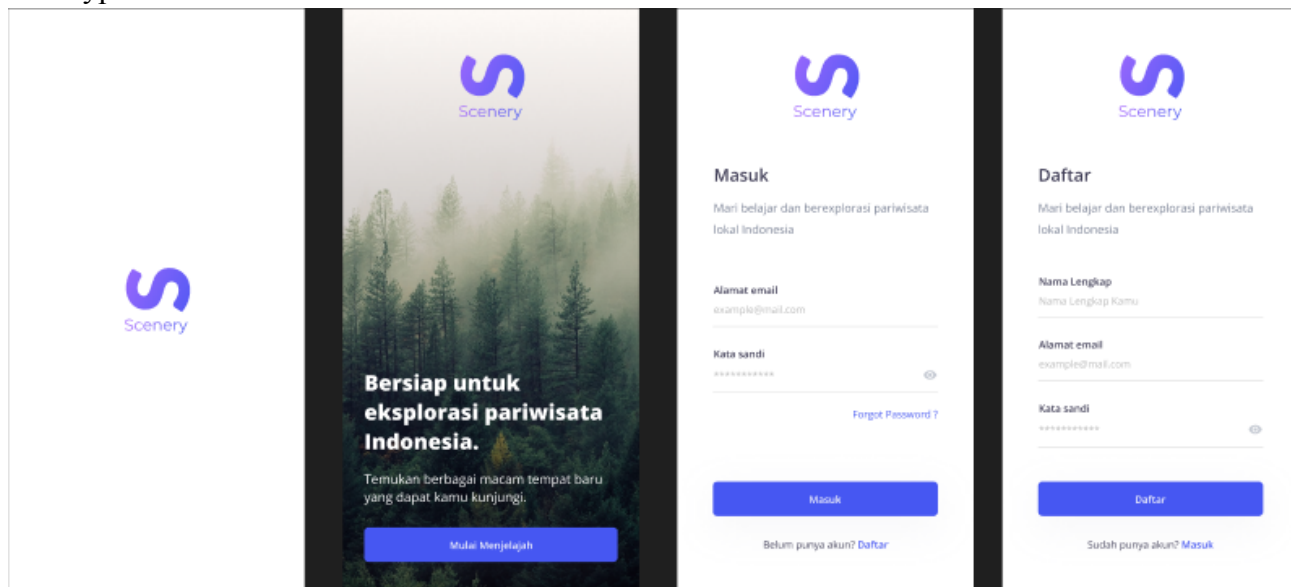 Scenery
Scenery
Bersiap untuk
eksplorasi pariwisata
Indonesia.
Temukan berbagai macam tempat baru
yang dapat kamu kunjungi.
Mulai Menjelajah
Scenery
Masuk
Mari belajar dan berexplorasi pariwisata
lokal Indonesia
Alamat email
example@mail.com
Kata sandi
***********
Forgot Password ?
Masuk
Belum punya akun? Daftar
Scenery
Daftar
Mari belajar dan berexplorasi pariwisata
lokal Indonesia
Nama Lengkap
Nama Lengkap Kamu
Alamat email
example@mail.com
Kata sandi
***********
Daftar
Sudah punya akun? Masuk